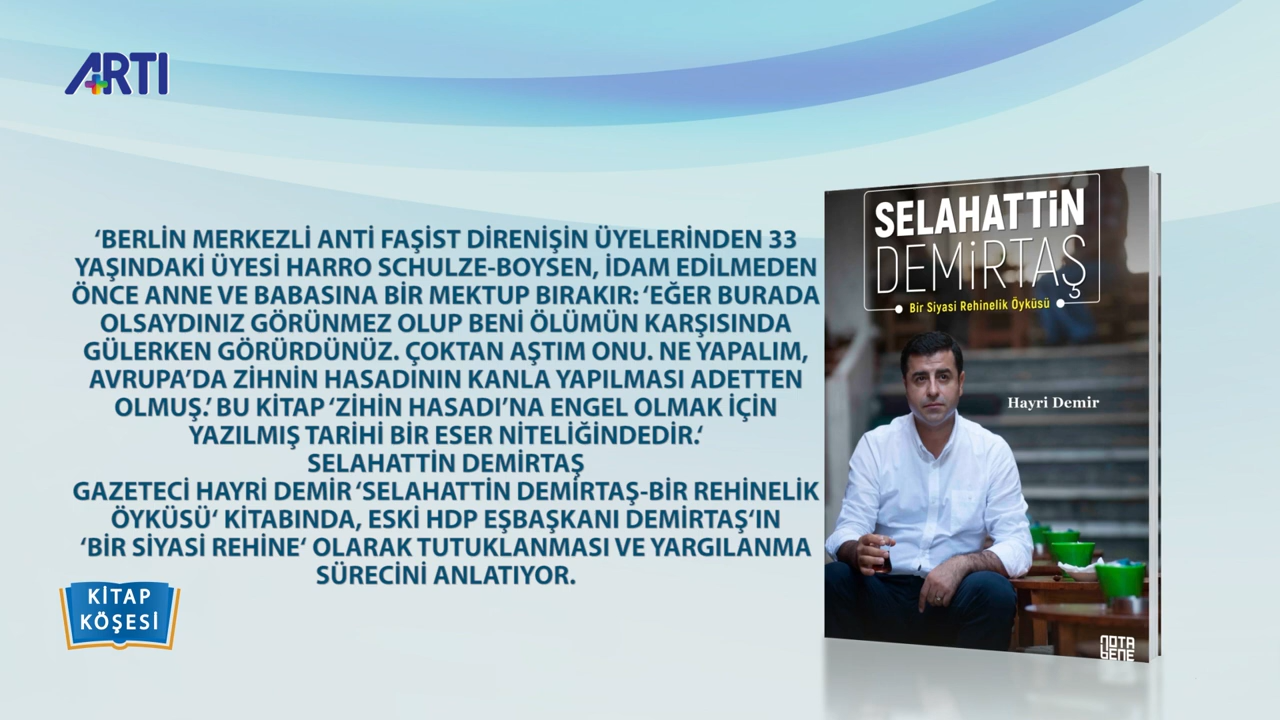 ARTI
‘BERLİN MERKEZLİ ANTİ FAŞİST DİRENİŞİN ÜYELERİNDEN 33
YAŞINDAKİ ÜYESİ HARRO SCHULZE-BOYSEN, İDAM EDİLMEDEN
ÖNCE ANNE VE BABASINA BİR MEKTUP BIRAKIR: ‘EĞER BURADA
OLSAYDINIZ GÖRÜNMEZ OLUP BENİ ÖLÜMÜN KARŞISINDA
GÜLERKEN GÖRÜRDÜNÜZ. ÇOKTAN AŞTIM ONU. NE YAPALIM,
AVRUPA’DA ZİHNİN HASADININ KANLA YAPILMASI ADETTEN
OLMUŞ.’ BU KİTAP ‘ZİHİN HASADI’NA ENGEL OLMAK İÇİN
YAZILMIŞ TARİHİ BİR ESER NİTELİĞİNDEDİR.‘
SELAHATTİN DEMİRTAŞ
GAZETECİ HAYRİ DEMİR ‘SELAHATTİN DEMİRTAŞ-BİR REHİNELİK
ÖYKÜSÜ‘ KİTABINDA, ESKİ HDP EŞBAŞKANI DEMİRTAŞ‘IN
‘BİR SİYASİ REHİNE‘ OLARAK TUTUKLANMASI VE YARGILANMA
SÜRECİNİ ANLATIYOR.
KİTAP
KÖŞESİ
SELAHATTİN
DEMİRTAŞ
Bir Siyasi Rehinelik Öyküsü
Hayri Demir
NOTA
BENE